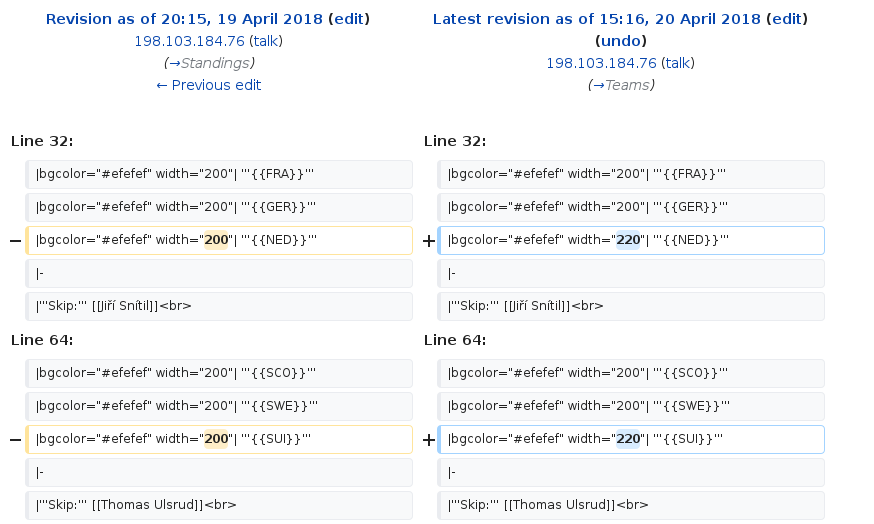 Revision as of 20:15, 19 April 2018 (edit)
198.103.184.76 (talk)
(→Standings)
← Previous edit
Latest revision as of 15:16, 20 April 2018 (edit)
(undo)
198.103.184.76 (talk)
(→Teams)
Line 32:
Line 32:
|bgcolor="#efefef" width="200"| '''{{FRA}}'''
|bgcolor="#efefef" width="200"| '''{{FRA}}'''
|bgcolor="#efefef" width="200"| '''{{GER}}'''
|bgcolor="#efefef" width="200"| '''{{GER}}'''
− |bgcolor="#efefef" width="200"| '''{{NED}}'''
+ |bgcolor="#efefef" width="220"| '''{{NED}}'''
|-
|-
|'''Skip:''' [[Jiří Snítil]]<br>
|'''Skip:''' [[Jiří Snítil]]<br>
Line 64:
Line 64:
|bgcolor="#efefef" width="200"| '''{{SCO}}'''
|bgcolor="#efefef" width="200"| '''{{SCO}}'''
|bgcolor="#efefef" width="200"| '''{{SWE}}'''
|bgcolor="#efefef" width="200"| '''{{SWE}}'''
− |bgcolor="#efefef" width="200"| '''{{SUI}}'''
+ |bgcolor="#efefef" width="220"| '''{{SUI}}'''
|-
|-
|'''Skip:''' [[Thomas Ulsrud]]<br>
|'''Skip:''' [[Thomas Ulsrud]]<br>